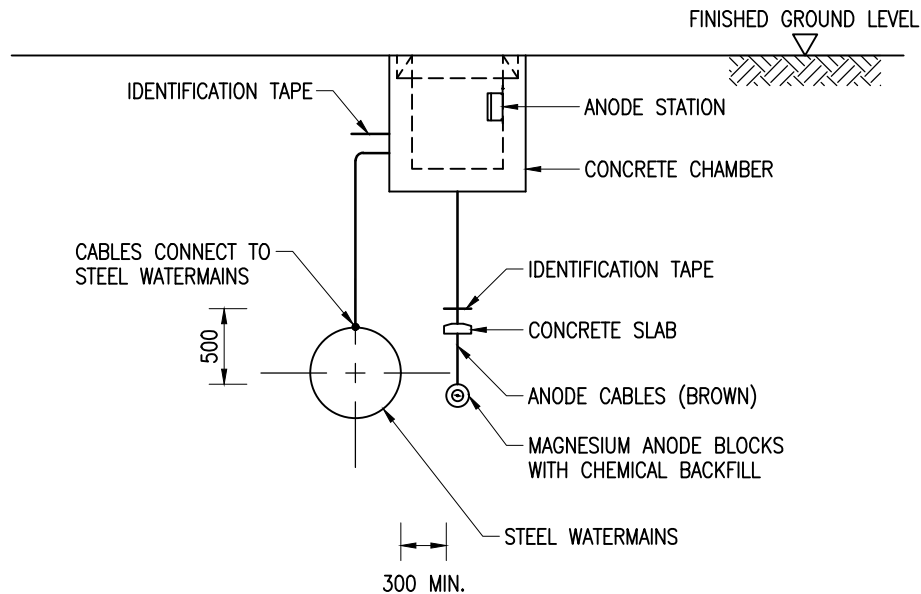 FINISHED GROUND LEVEL
IDENTIFICATION TAPE
ANODE STATION
CONCRETE CHAMBER
CABLES CONNECT TO
STEEL WATERMAINS
IDENTIFICATION TAPE
500
CONCRETE SLAB
ANODE CABLES (BROWN)
MAGNESIUM ANODE BLOCKS
WITH CHEMICAL BACKFILL
STEEL WATERMAINS
300 MIN.